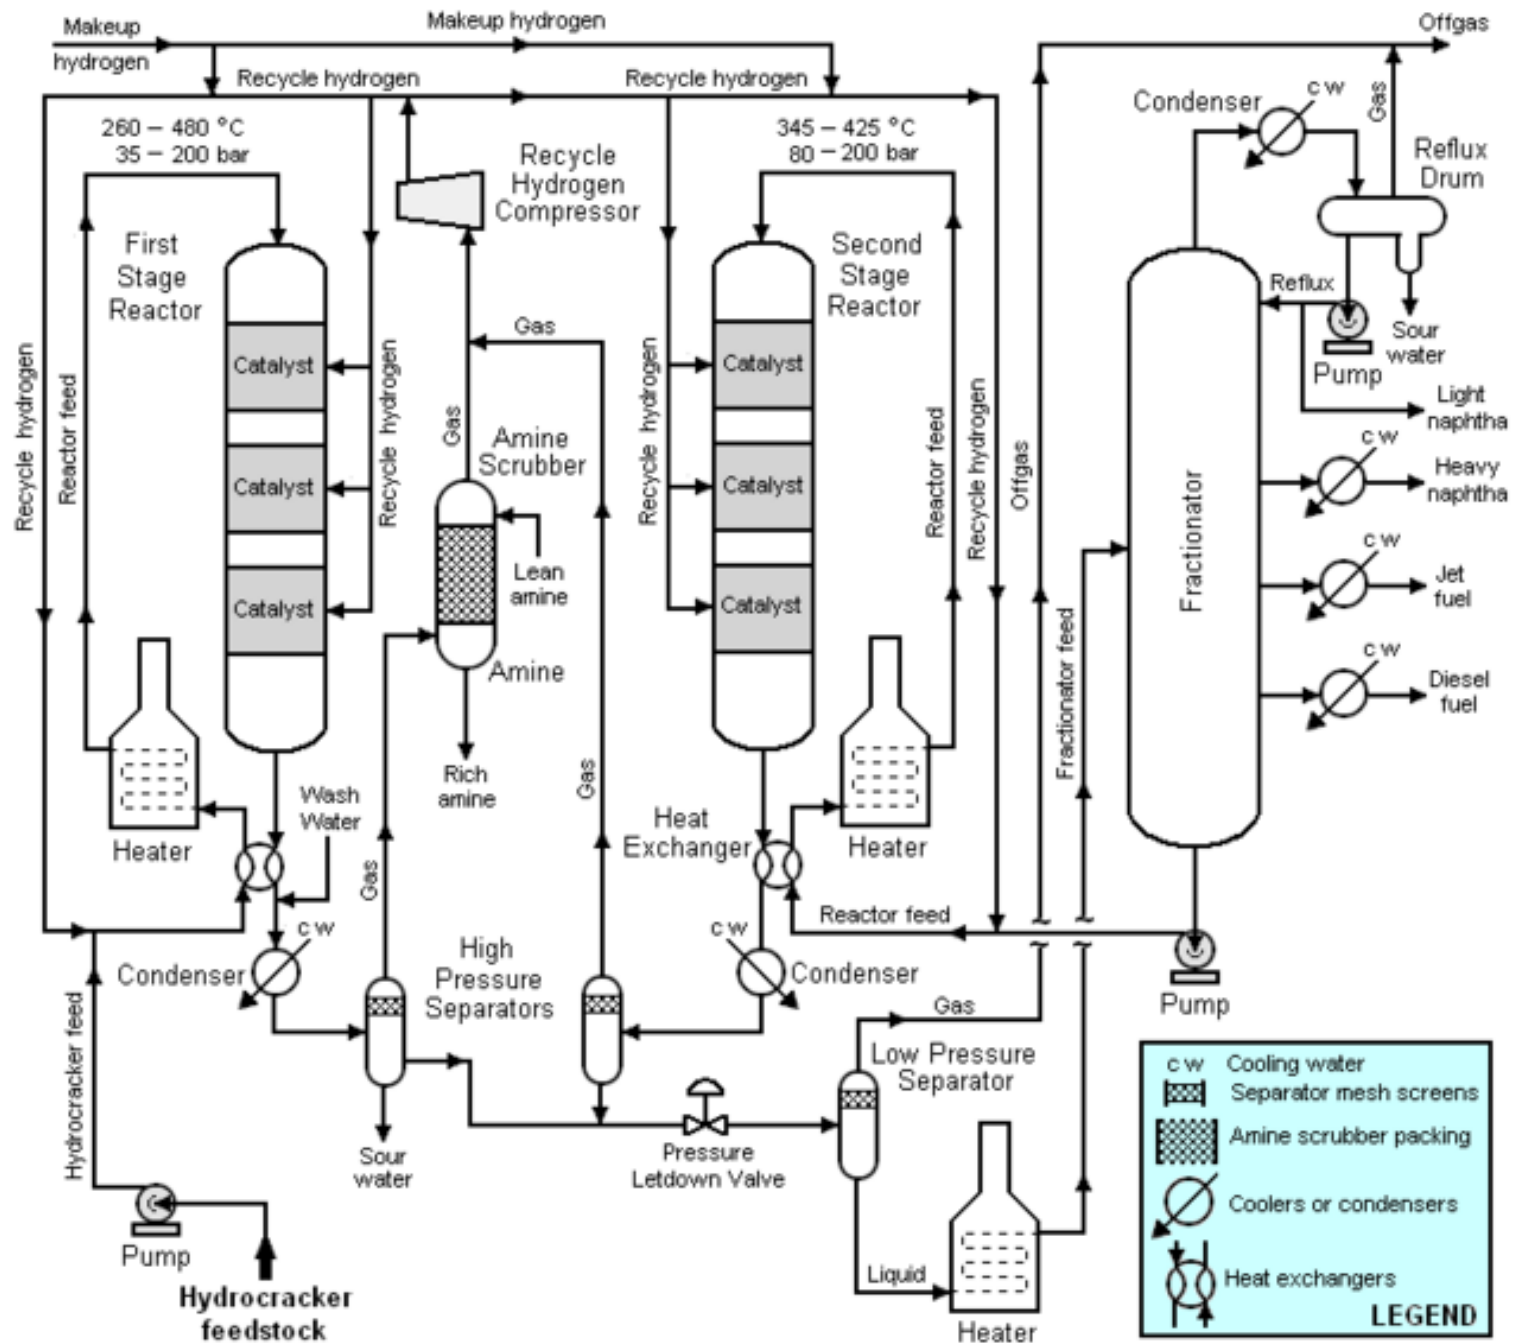 Makeup
hydrogen
Makeup hydrogen
Offgas
Recycle hydrogen
Recycle hydrogen
c w
Condenser
Gas
260 – 480 °C
35 – 200 bar
345 – 425 °C
80 – 200 bar
Recycle
Hydrogen
Compressor
Reflux
Drum
First
Stage
Reactor
Second
Stage
Reactor
Reflux
Gas
Sour
water
Pump
Catalyst
Catalyst
Light
naphtha
Recycle hydrogen
Reactor feed
Recycle hydrogen
Gas
Amine
Scrubber
Recycle hydrogen
Reactor feed
Recycle hydrogen
Offgas
c w
Heavy
naphtha
Catalyst
Catalyst
Fractionator
c w
Lean
amine
Jet
fuel
Catalyst
Catalyst
c w
Amine
Diesel
fuel
Fractionator feed
Rich
amine
Gas
Wash
Water
Heat
Exchanger
Heater
Heater
Gas
Reactor feed
c w
c w
Condenser
High
Pressure
Separators
Condenser
Pump
Gas
Hydrocracker feed
Low Pressure
Separator
c w Cooling water
Separator mesh screens
Amine scrubber packing
Sour
water
Pressure
Letdown Valve
Coolers or condensers
Pump
Liquid
Heat exchangers
Hydrocracker
feedstock
LEGEND
Heater